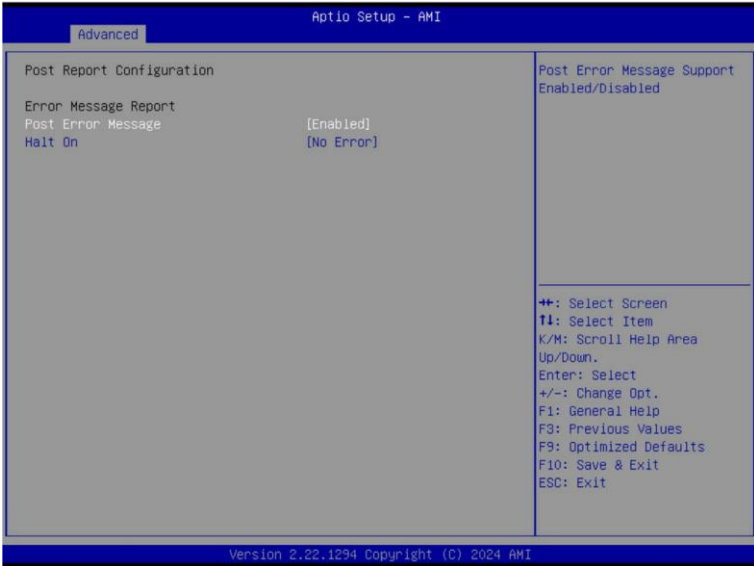 Aptio Setup - AMI
Advanced
Post Report Configuration
Error Message Report
Post Error Message [Enabled]
Halt On [No Error]
Post Error Message Support
Enabled/Disabled
→←: Select Screen
↑↓: Select Item
K/M: Scroll Help Area
Up/Down.
Enter: Select
+/-: Change Opt.
F1: General Help
F3: Previous Values
F9: Optimized Defaults
F10: Save & Exit
ESC: Exit
Version 2.22.1294 Copyright (C) 2024 AMI